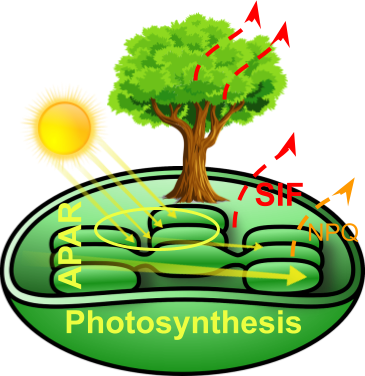 SIF
NPQ
APAR
Photosynthesis